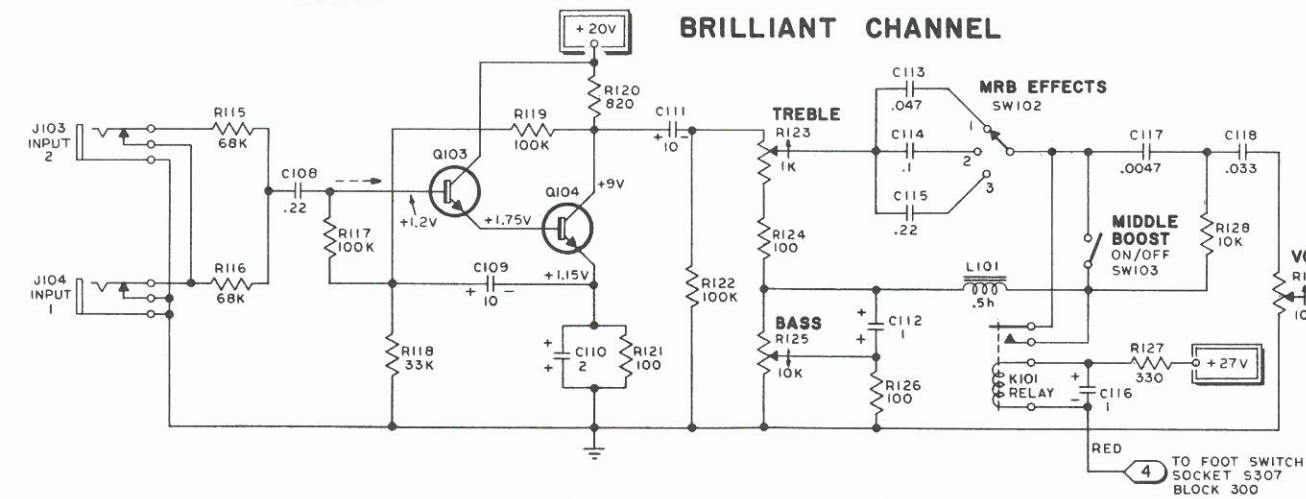 BRILLIANT CHANNEL
+20V
R120
820
C111
+ 10 -
R119
100K
R115
68K
J103
INPUT
2
C108
.22
Q103
+1.2V
R117
100K
Q104
+9V
+1.75V
+1.15V
C109
+ 10 -
J104
INPUT
1
R116
68K
R118
33K
+
C110
2
+
R121
100
R122
100K
TREBLE
R123
1K
R124
100
BASS
R125
10K
+
C112
1
+
R126
100
C113
.047
C114
.1
C115
.22
MRB EFFECTS
SW102
1
2
3
L101
.5h
C117
.0047
C118
.033
MIDDLE
BOOST
ON/OFF
SW103
R128
10K
K101
RELAY
+
C116
-
1
R127
330
+27V
RED
4
TO FOOT SWITCH
SOCKET S307
BLOCK 300